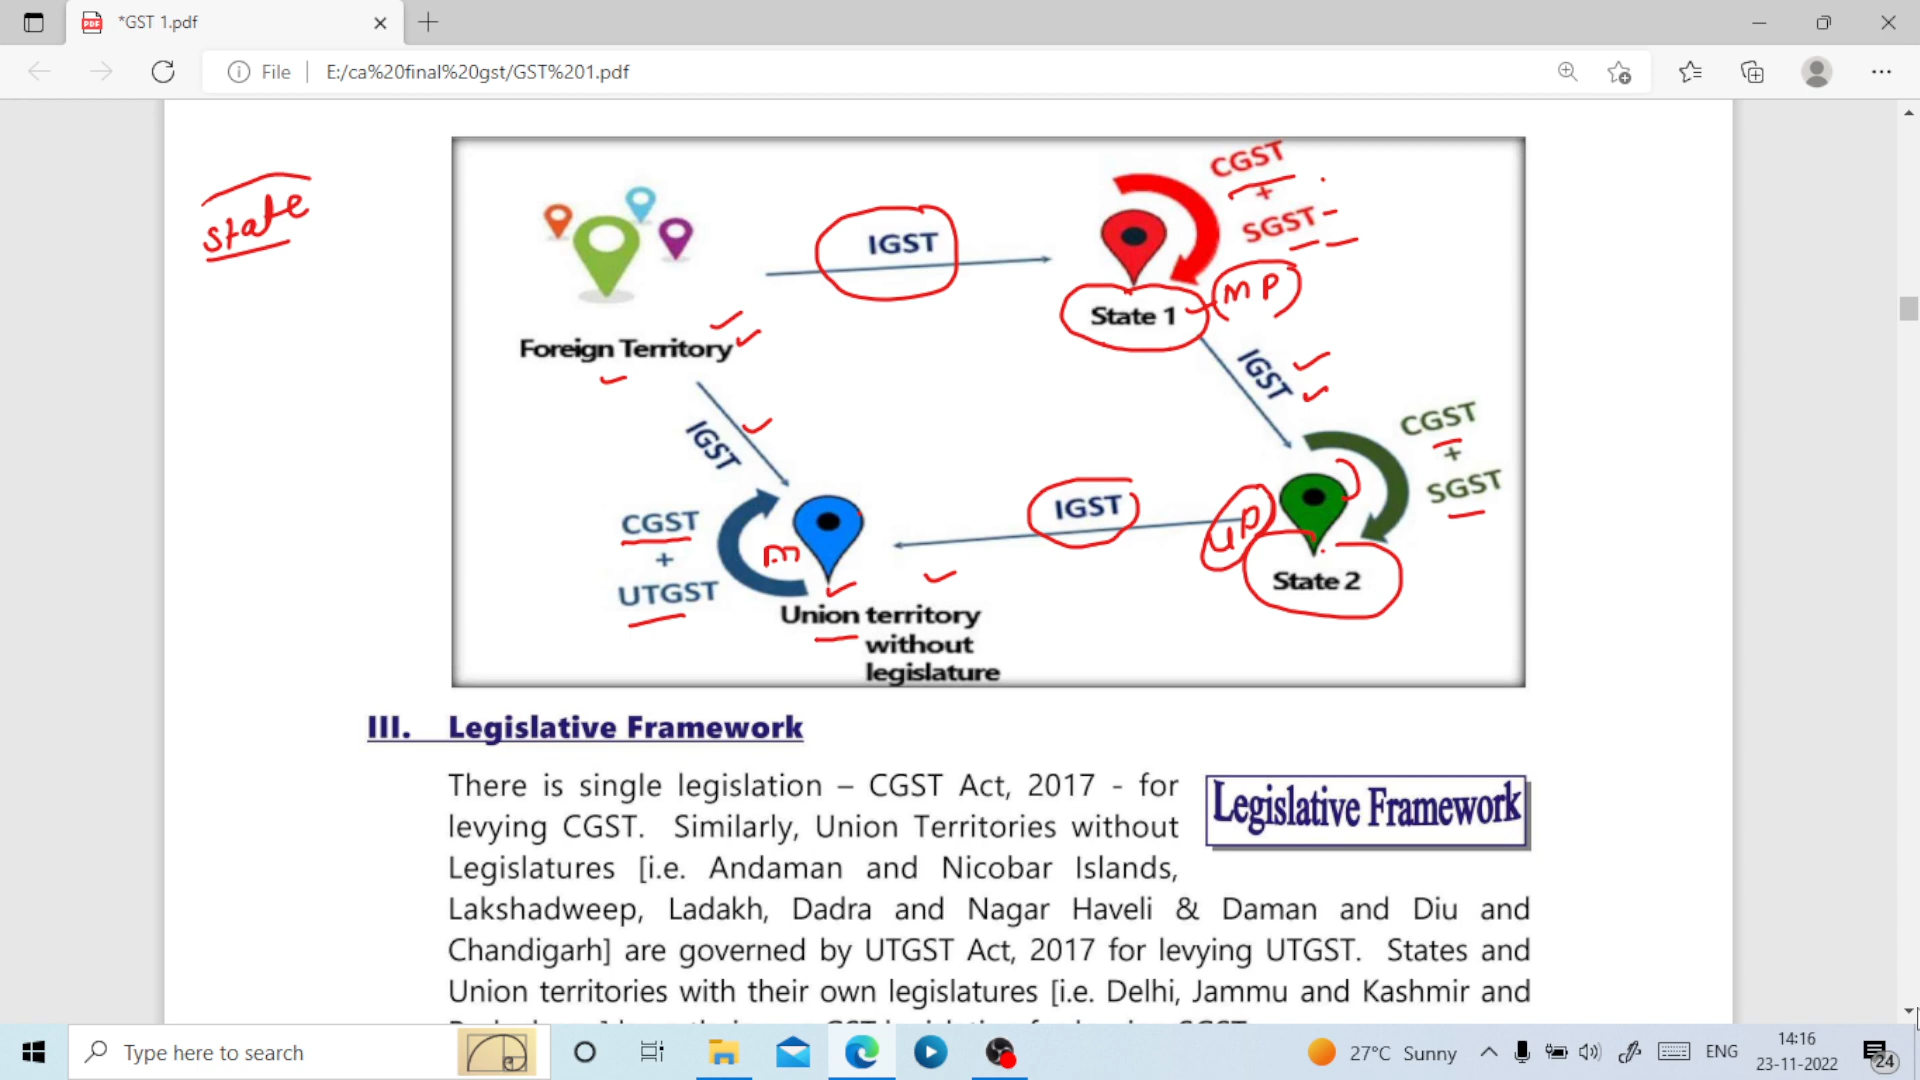 *GST 1.pdf
File
E:/ca%20final%20gst/GST%201.pdf
state
IGST
CGST
+
SGST
State 1
MP
Foreign Territory
IGST
IGST
CGST
+
SGST
IGST
UP
State 2
CGST
+
UTGST
Union territory
without
legislature
III. Legislative Framework
There is single legislation – CGST Act, 2017 - for
levying CGST. Similarly, Union Territories without
Legislatures [i.e. Andaman and Nicobar Islands,
Legislative Framework
Lakshadweep, Ladakh, Dadra and Nagar Haveli & Daman and Diu and
Chandigarh] are governed by UTGST Act, 2017 for levying UTGST. States and
Union territories with their own legislatures [i.e. Delhi, Jammu and Kashmir and
Type here to search
27°C Sunny
ENG
14:16
23-11-2022
24